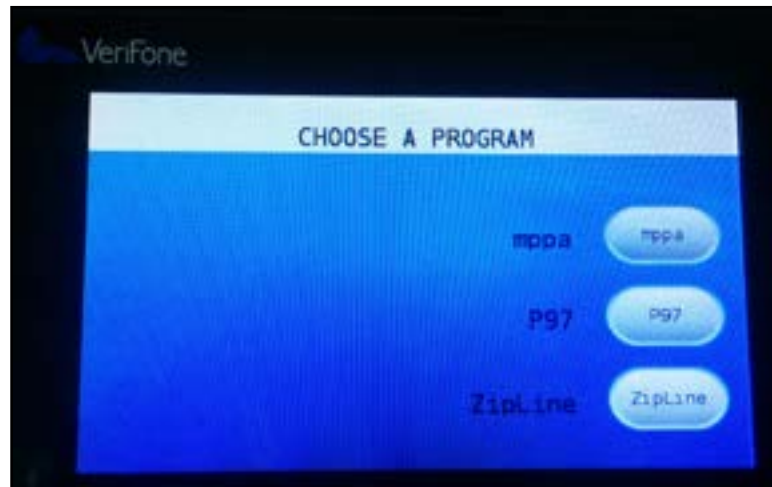 VeriFone
CHOOSE A PROGRAM
mppa mppa
P97 P97
ZipLine ZipLine